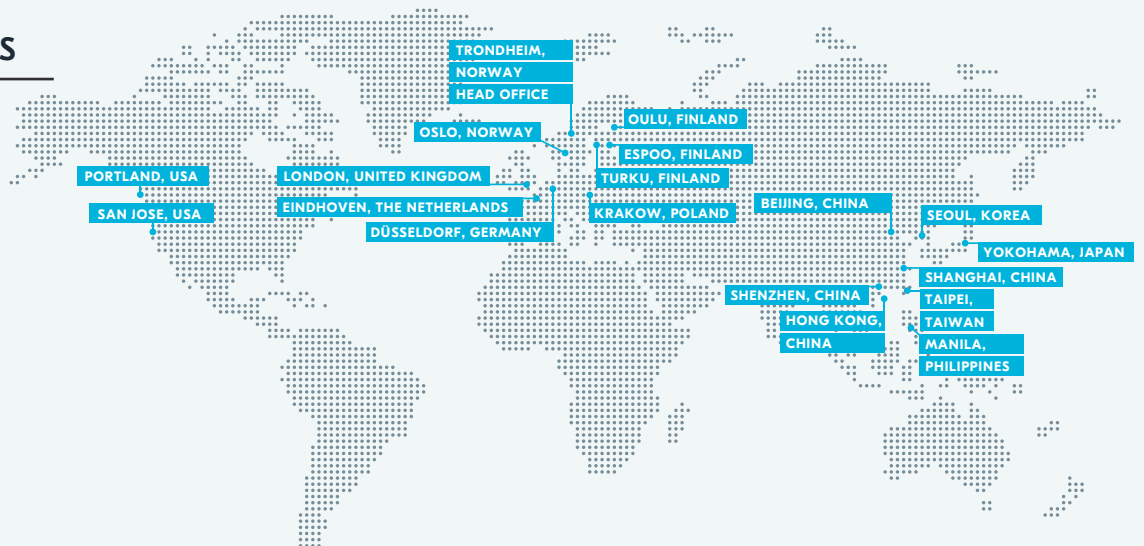 S
TRONDHEIM,
NORWAY
HEAD OFFICE
OULU, FINLAND
OSLO, NORWAY
ESPOO, FINLAND
PORTLAND, USA
LONDON, UNITED KINGDOM
TURKU, FINLAND
SAN JOSE, USA
EINDHOVEN, THE NETHERLANDS
KRAKOW, POLAND
BEIJING, CHINA
SEOUL, KOREA
DÜSSELDORF, GERMANY
YOKOHAMA, JAPAN
SHANGHAI, CHINA
SHENZHEN, CHINA
TAIPEI,
TAIWAN
HONG KONG,
CHINA
MANILA,
PHILIPPINES